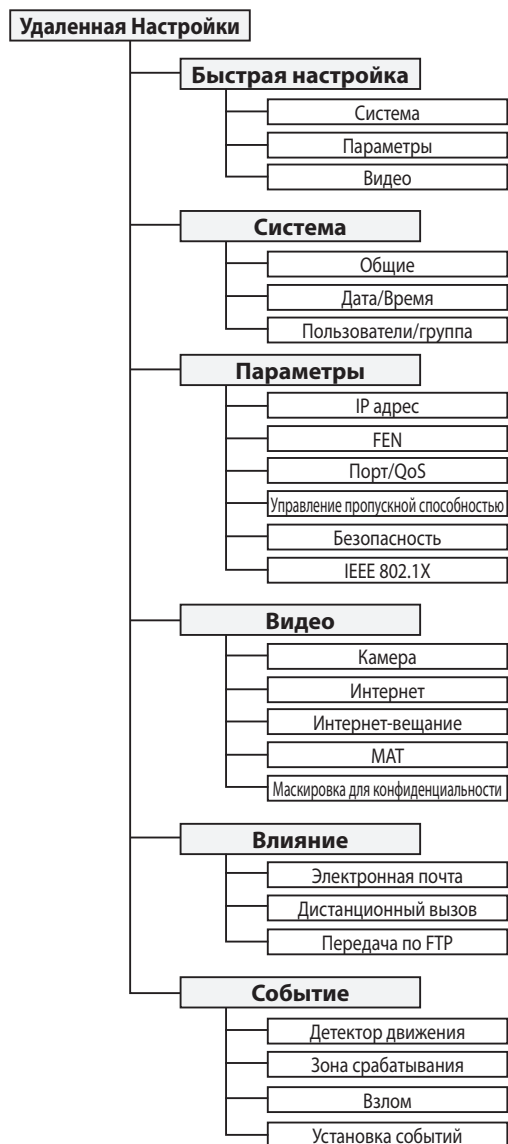 Удаленная Настройки
Быстрая настройка
Система
Параметры
Видео
Система
Общие
Дата/Время
Пользователи/группа
Параметры
IP адрес
FEN
Порт/QoS
Управление пропускной способностью
Безопасность
IEEE 802.1X
Видео
Камера
Интернет
Интернет-вещание
MAT
Маскировка для конфиденциальности
Влияние
Электронная почта
Дистанционный вызов
Передача по FTP
Событие
Детектор движения
Зона срабатывания
Взлом
Установка событий